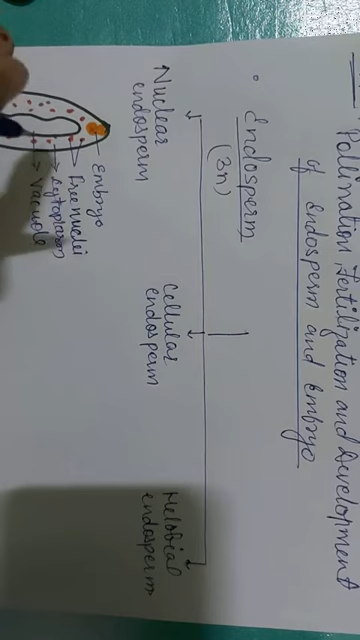 Pollination Fertilization and Development
of Endosperm and Embryo
Endosperm
(3n)
Nuclear
endosperm
Cellular
endosperm
Helobical
endosperm
Embryo
Free nuclei
Cytoplasm
Vacuole